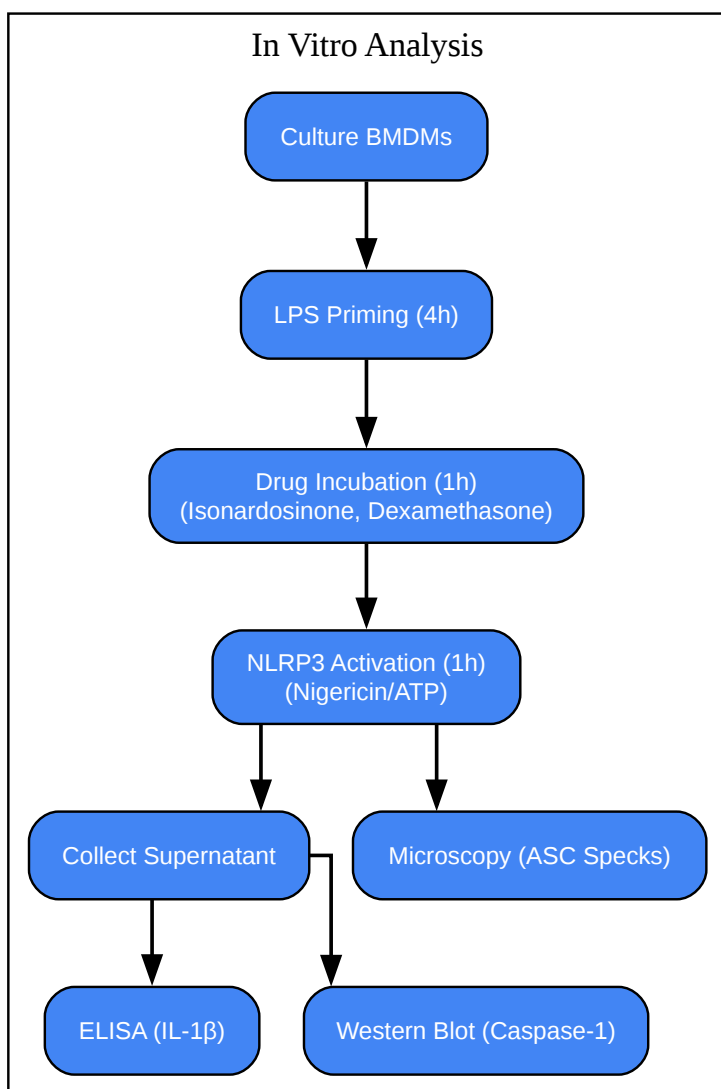 In Vitro Analysis
Culture BMDMs
LPS Priming (4h)
Drug Incubation (1h)
(Isonardosinone, Dexamethasone)
NLRP3 Activation (1h)
(Nigericin/ATP)
Collect Supernatant
Microscopy (ASC Specks)
ELISA (IL-1β)
Western Blot (Caspase-1)